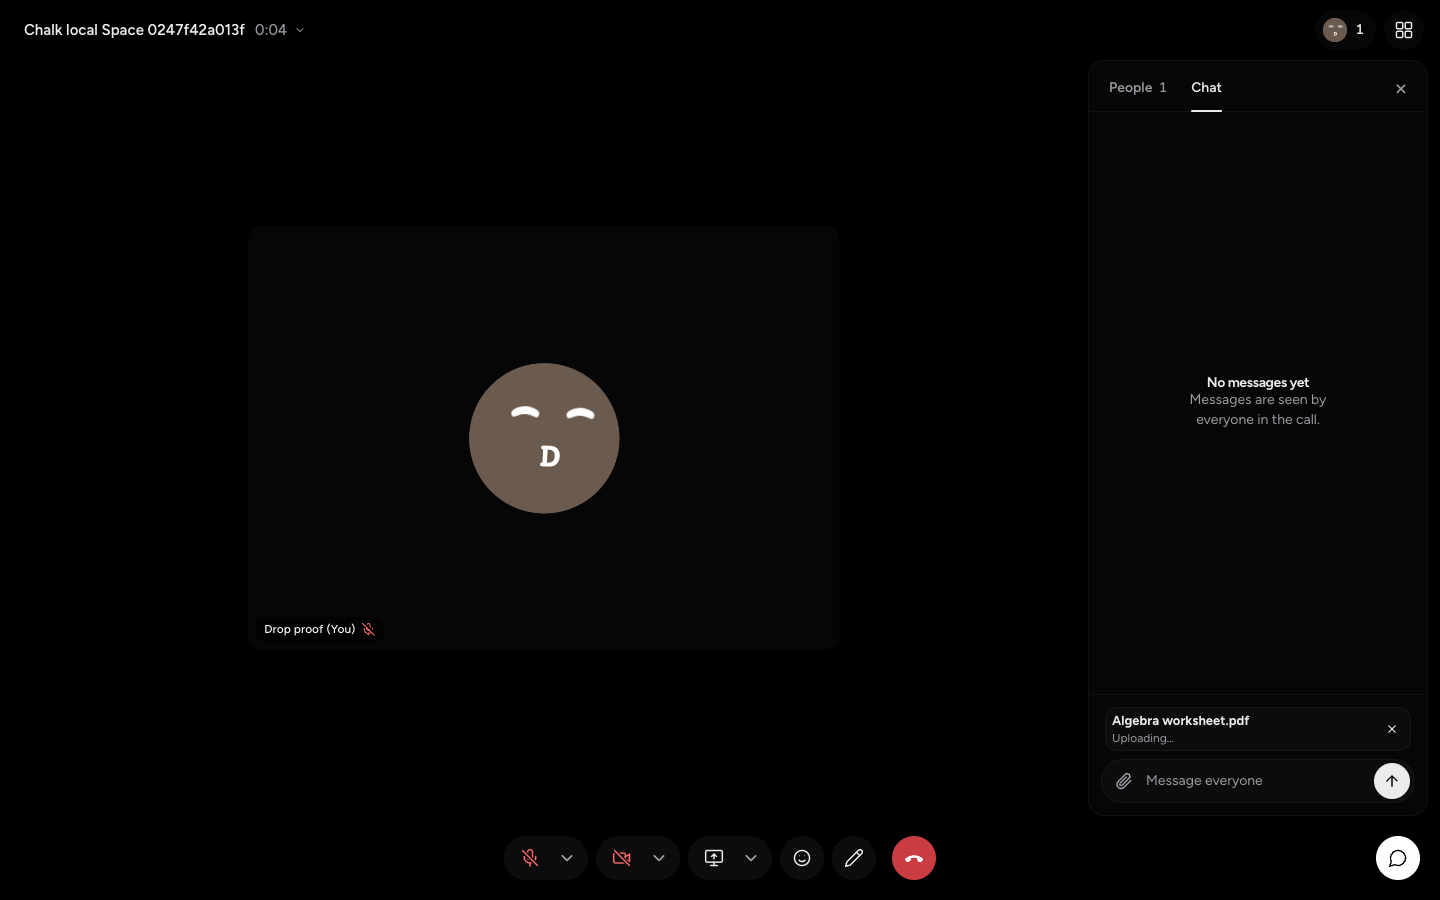 Chalk local Space 0247f42a013f 0:04
1
People 1 Chat
No messages yet
Messages are seen by
everyone in the call.
D
Drop proof (You)
Algebra worksheet.pdf
Uploading...
Message everyone